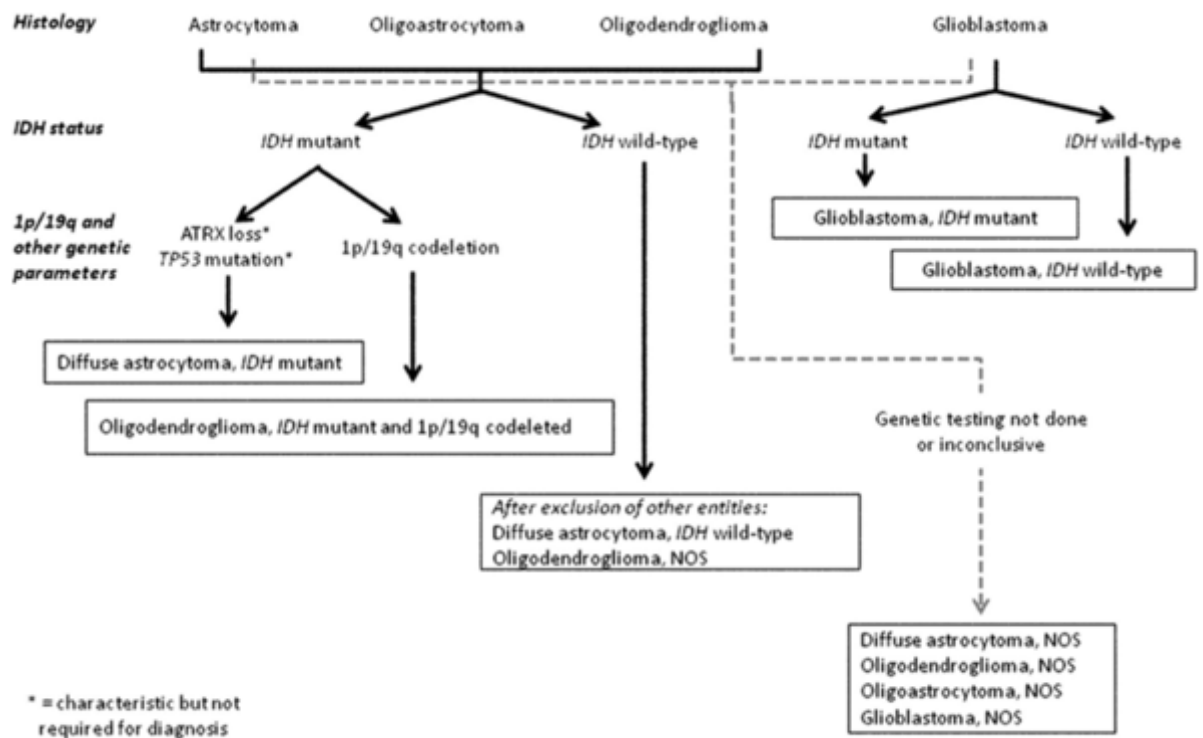 Histology
Astrocytoma
Oligoastrocytoma
Oligodendroglioma
Glioblastoma
IDH status
IDH mutant
IDH wild-type
IDH mutant
IDH wild-type
1p/19q and
other genetic
parameters
ATRX loss*
TP53 mutation*
1p/19q codeletion
Glioblastoma, IDH mutant
Glioblastoma, IDH wild-type
Diffuse astrocytoma, IDH mutant
Oligodendroglioma, IDH mutant and 1p/19q codeleted
Genetic testing not done
or inconclusive
After exclusion of other entities:
Diffuse astrocytoma, IDH wild-type
Oligodendroglioma, NOS
Diffuse astrocytoma, NOS
Oligodendroglioma, NOS
Oligoastrocytoma, NOS
Glioblastoma, NOS
* = characteristic but not
required for diagnosis